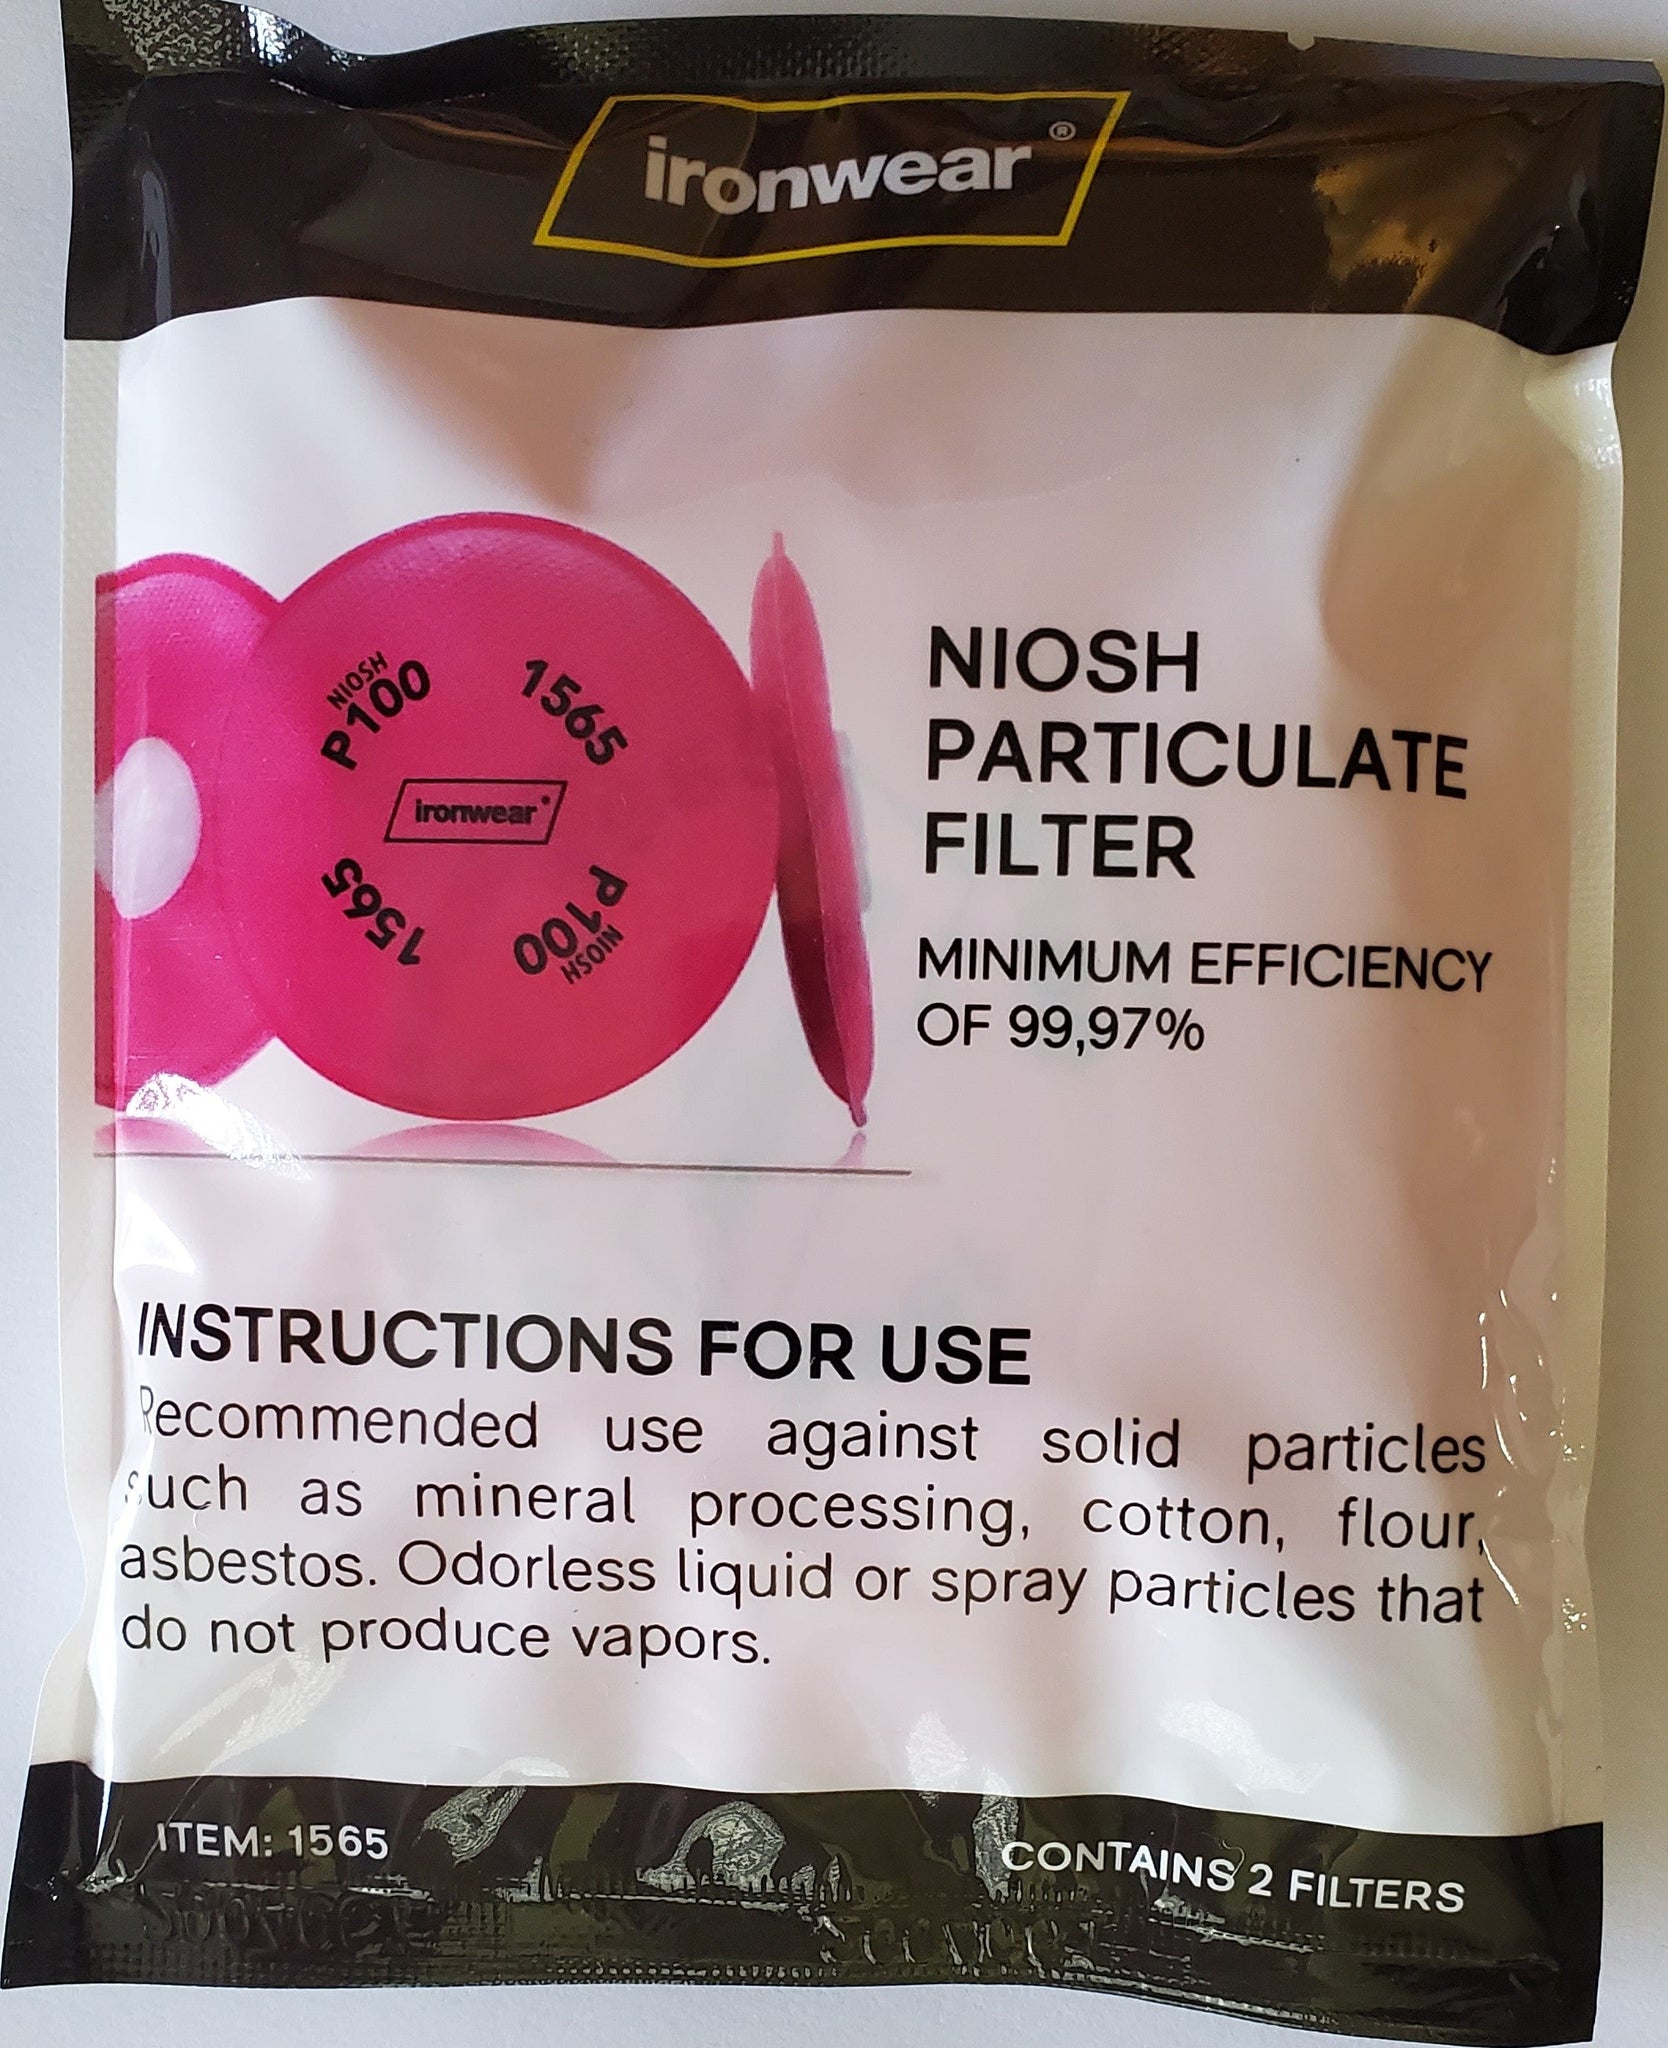 ironwear®
NIOSH
P100
1565
ironwear®
1565
P100
NIOSH
NIOSH
PARTICULATE
FILTER
MINIMUM EFFICIENCY
OF 99,97%
INSTRUCTIONS FOR USE
Recommended use against solid particles
such as mineral processing, cotton, flour,
asbestos. Odorless liquid or spray particles that
do not produce vapors.
ITEM: 1565
CONTAINS 2 FILTERS